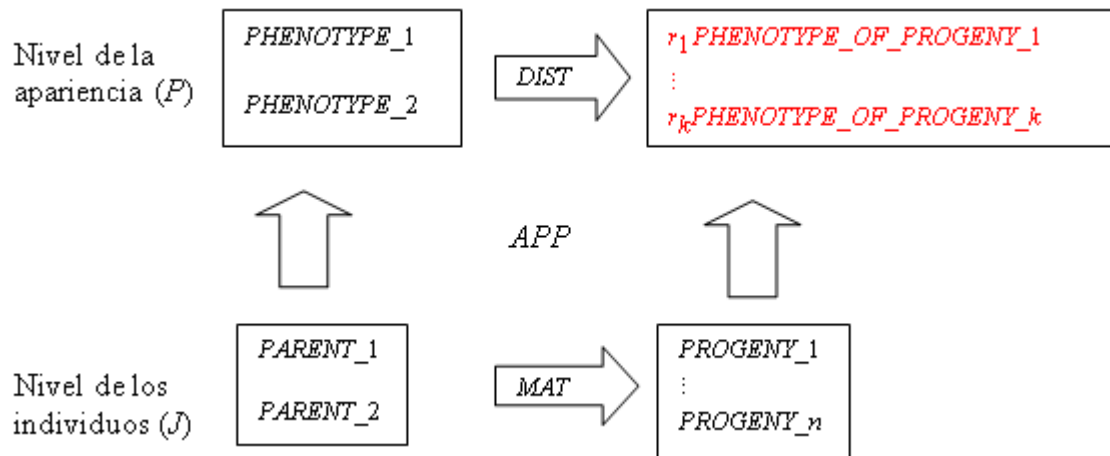 Nivel de la
apariencia (P)
PHENOTYPE_1
PHENOTYPE_2
DIST
r₁PHENOTYPE_OF_PROGENY_1
⋮
rₖPHENOTYPE_OF_PROGENY_k
APP
Nivel de los
individuos (J)
PARENT_1
PARENT_2
MAT
PROGENY_1
⋮
PROGENY_n